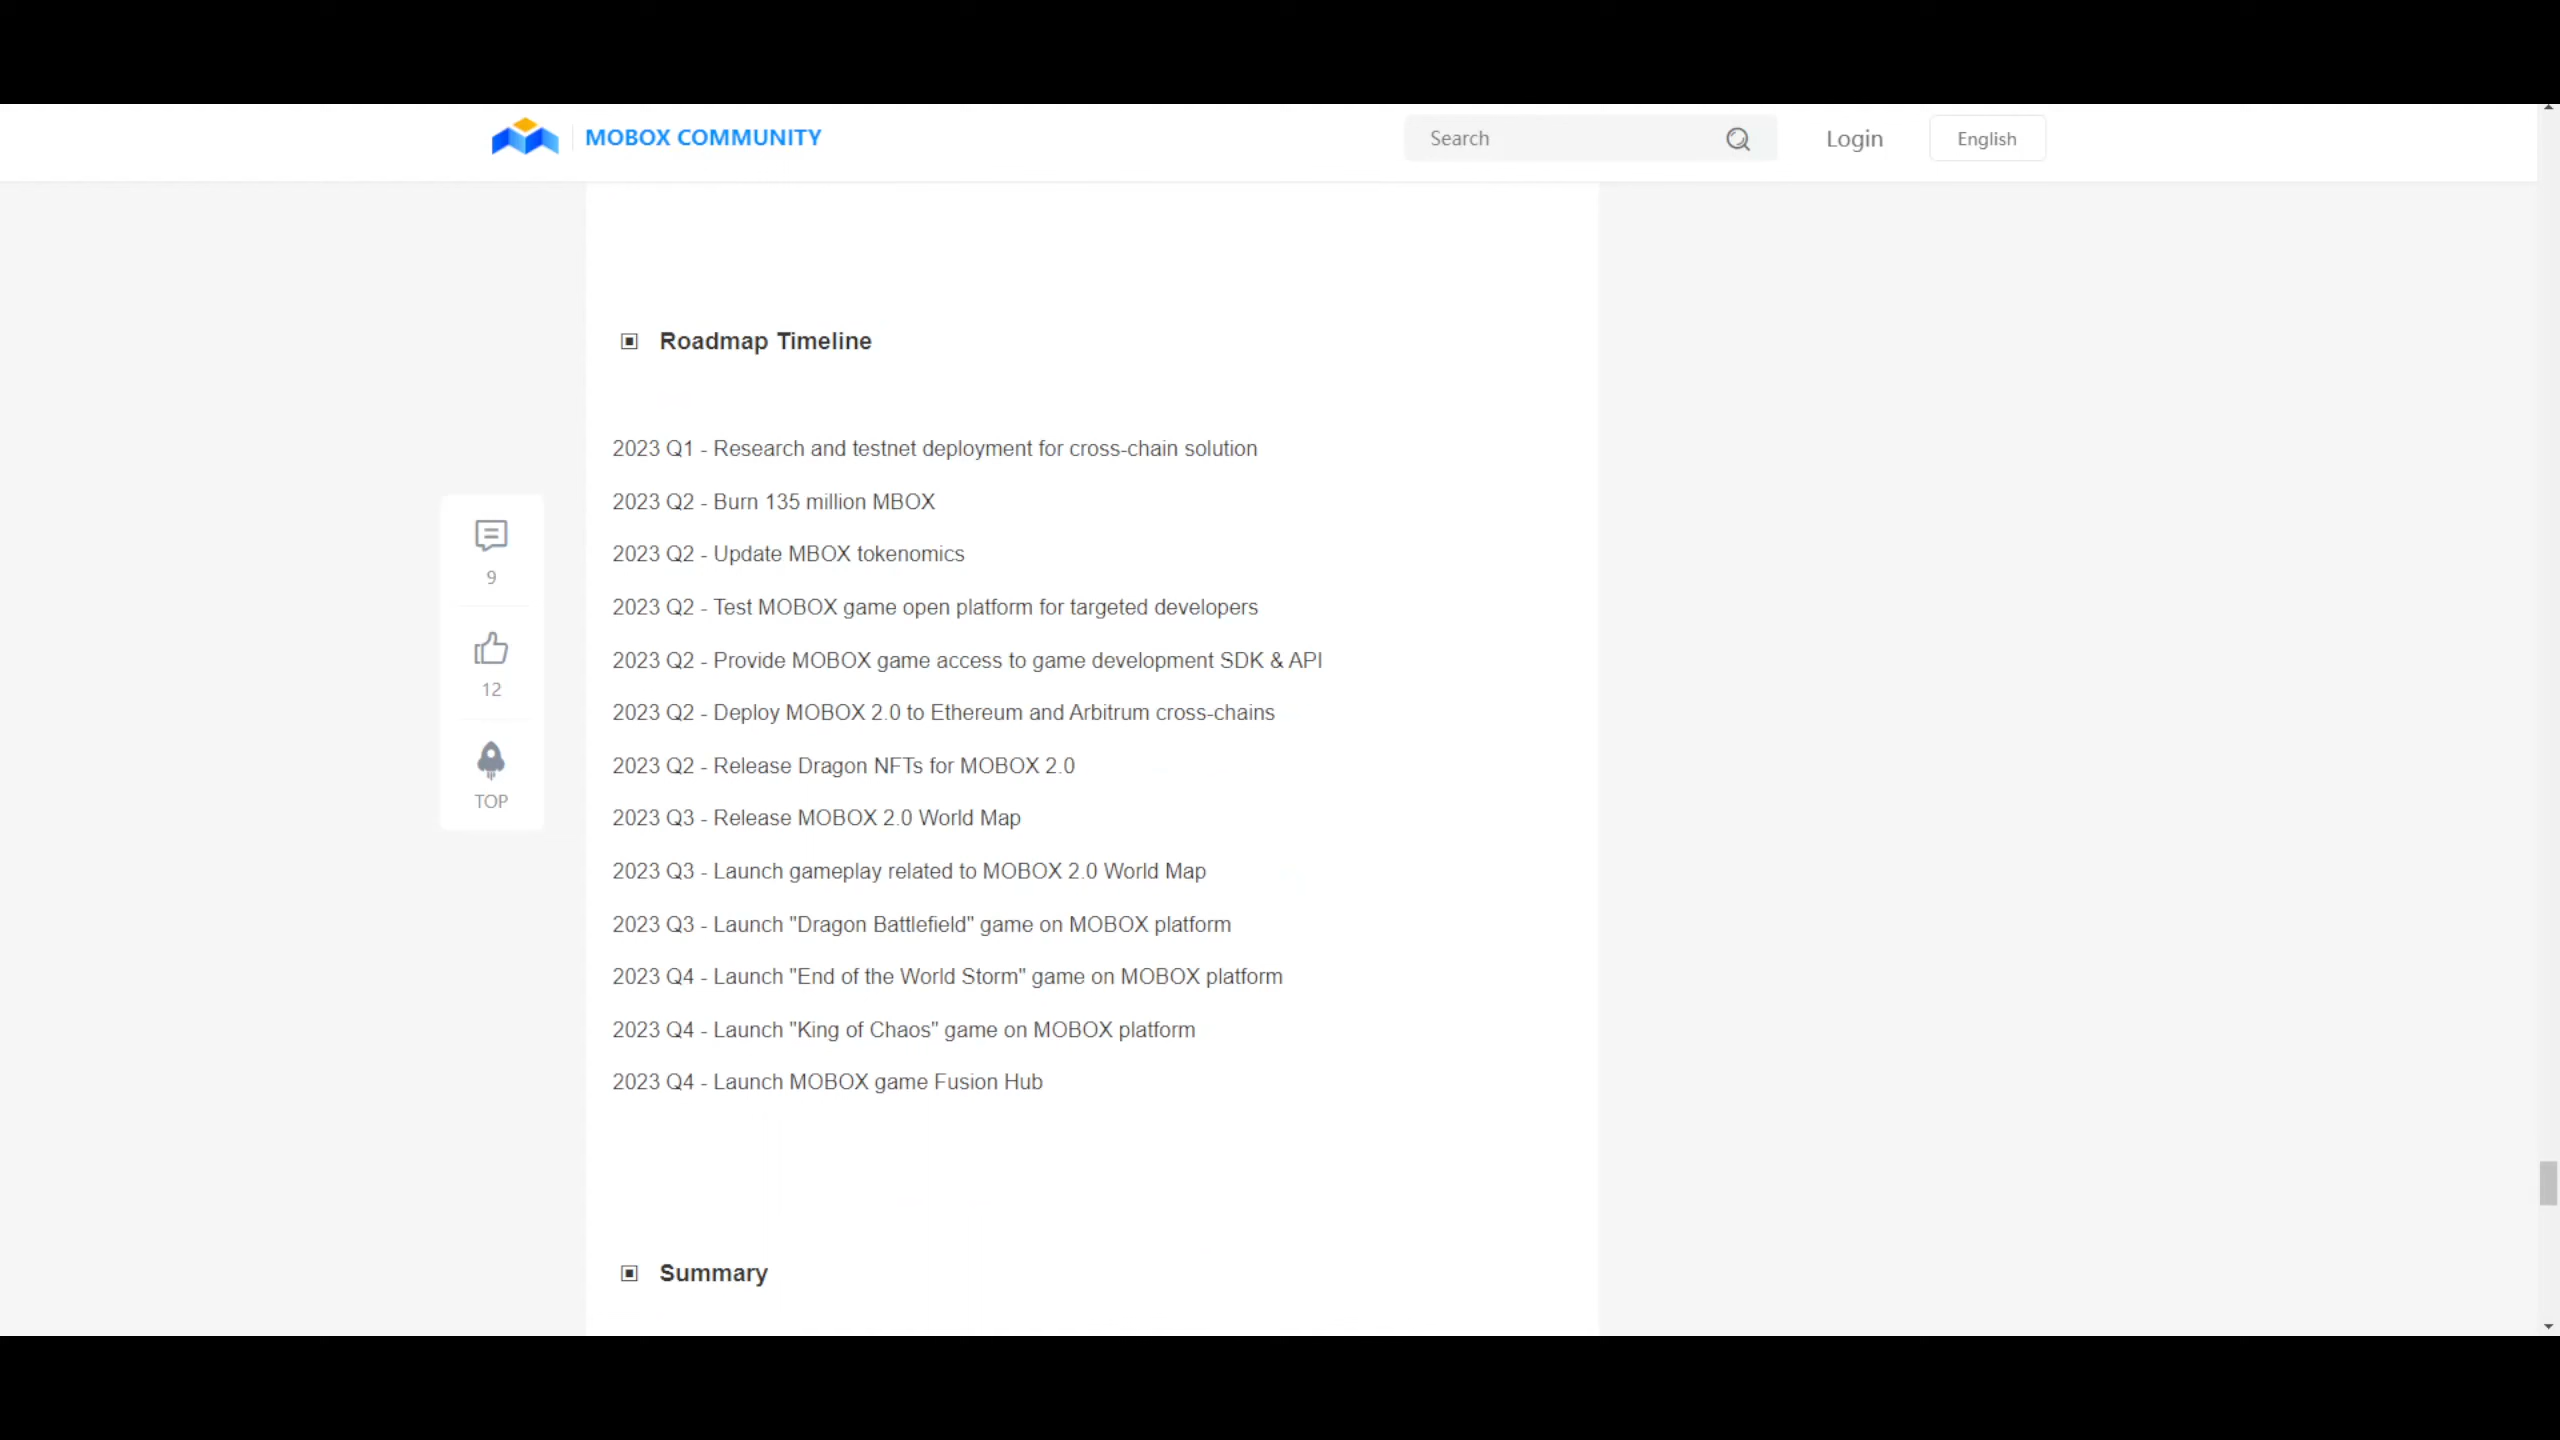 MOBOX COMMUNITY
Search
Login
English
Roadmap Timeline
2023 Q1 - Research and testnet deployment for cross-chain solution
2023 Q2 - Burn 135 million MBOX
2023 Q2 - Update MBOX tokenomics
2023 Q2 - Test MOBOX game open platform for targeted developers
2023 Q2 - Provide MOBOX game access to game development SDK & API
2023 Q2 - Deploy MOBOX 2.0 to Ethereum and Arbitrum cross-chains
2023 Q2 - Release Dragon NFTs for MOBOX 2.0
2023 Q3 - Release MOBOX 2.0 World Map
2023 Q3 - Launch gameplay related to MOBOX 2.0 World Map
2023 Q3 - Launch "Dragon Battlefield" game on MOBOX platform
2023 Q4 - Launch "End of the World Storm" game on MOBOX platform
2023 Q4 - Launch "King of Chaos" game on MOBOX platform
2023 Q4 - Launch MOBOX game Fusion Hub
9
12
TOP
Summary